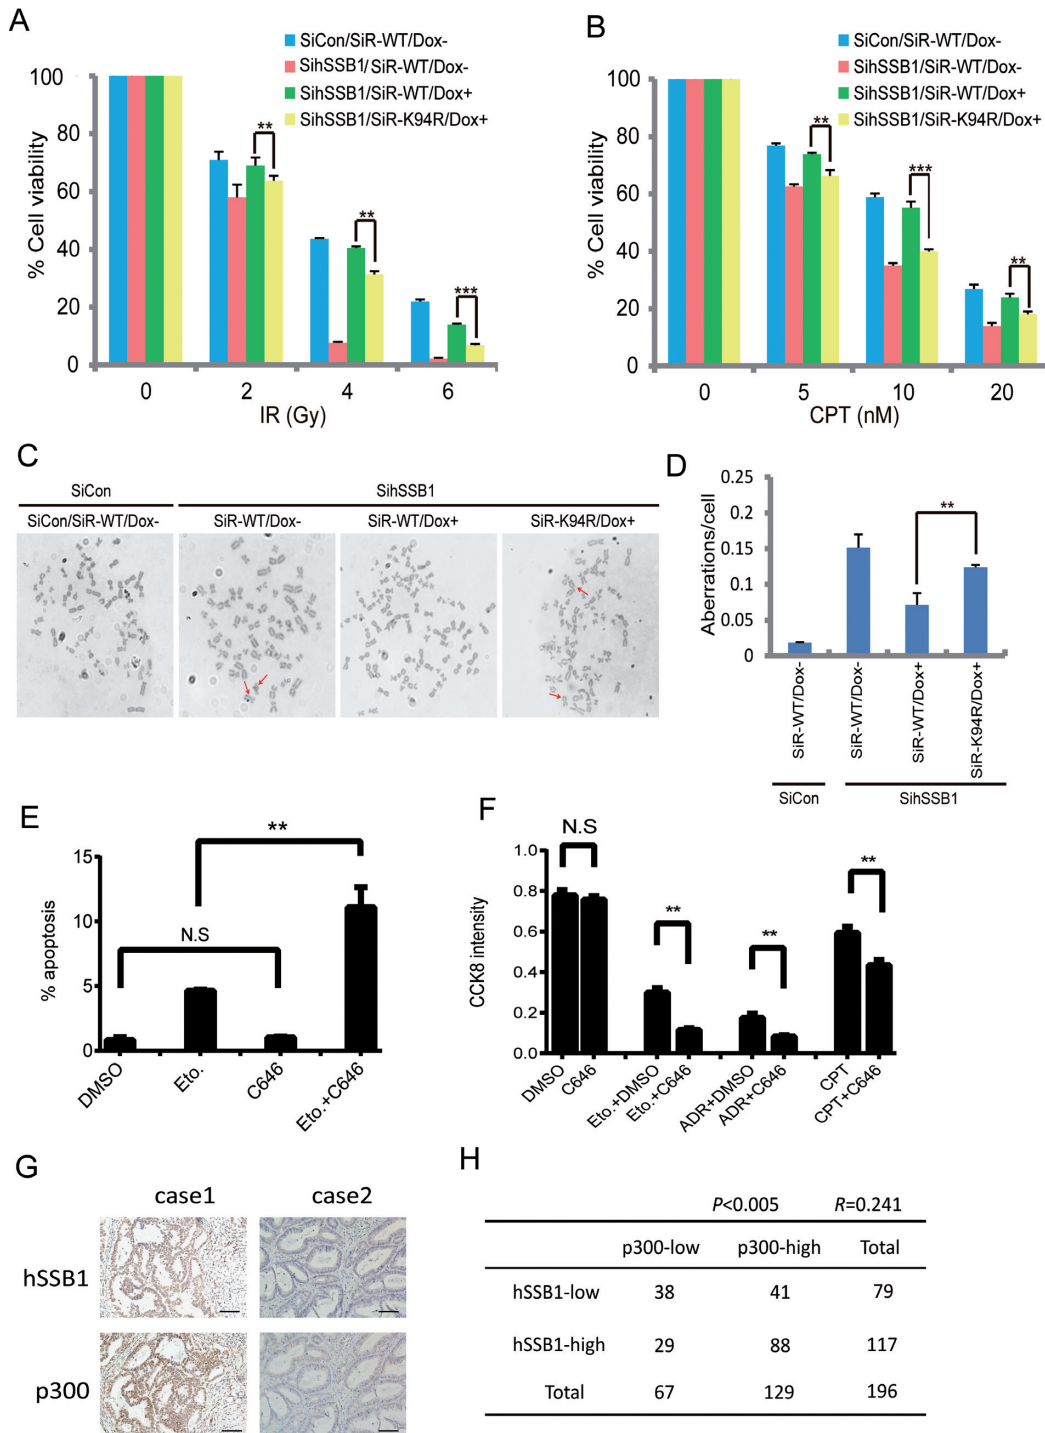 A
SiCon/SiR-WT/Dox-
SihSSB1/SiR-WT/Dox-
SihSSB1/SiR-WT/Dox+
SihSSB1/SiR-K94R/Dox+
% Cell viability
100
80
60
40
20
0
**
**
***
0 2 4 6
IR (Gy)
B
SiCon/SiR-WT/Dox-
SihSSB1/SiR-WT/Dox-
SihSSB1/SiR-WT/Dox+
SihSSB1/SiR-K94R/Dox+
% Cell viability
100
80
60
40
20
0
**
***
**
0 5 10 20
CPT (nM)
C
SiCon SihSSB1
SiCon/SiR-WT/Dox- SiR-WT/Dox- SiR-WT/Dox+ SiR-K94R/Dox+
D
Aberrations/cell
0.25
0.2
0.15
0.1
0.05
0
**
SiR-WT/Dox-
SiR-WT/Dox-
SiR-WT/Dox+
SiR-K94R/Dox+
SiCon SihSSB1
E
% apoptosis
15
10
5
0
**
N.S
DMSO
Eto.
C646
Eto.+C646
F
CCK8 intensity
1.0
0.8
0.6
0.4
0.2
0.0
N.S
**
**
**
DMSO
C646
Eto.+DMSO
Eto.+C646
ADR+DMSO
ADR+C646
CPT
CPT+C646
G
case1 case2
hSSB1
p300
H
P<0.005 R=0.241
p300-low p300-high Total
hSSB1-low 38 41 79
hSSB1-high 29 88 117
Total 67 129 196